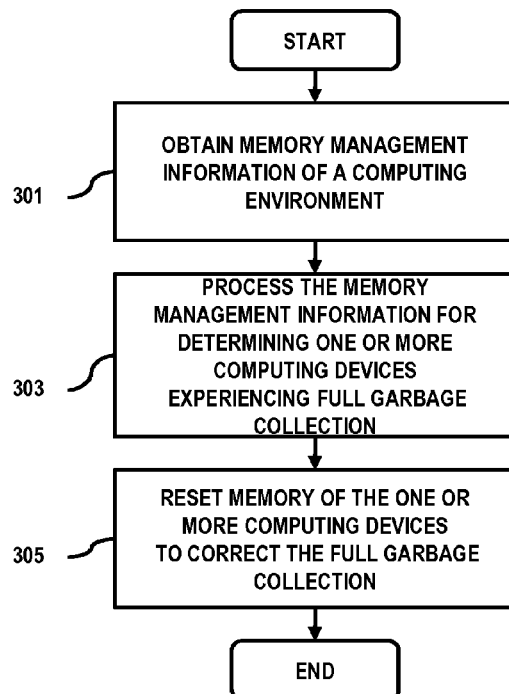 START
301
OBTAIN MEMORY MANAGEMENT
INFORMATION OF A COMPUTING
ENVIRONMENT
303
PROCESS THE MEMORY
MANAGEMENT INFORMATION FOR
DETERMINING ONE OR MORE
COMPUTING DEVICES
EXPERIENCING FULL GARBAGE
COLLECTION
305
RESET MEMORY OF THE ONE OR
MORE COMPUTING DEVICES
TO CORRECT THE FULL GARBAGE
COLLECTION
END